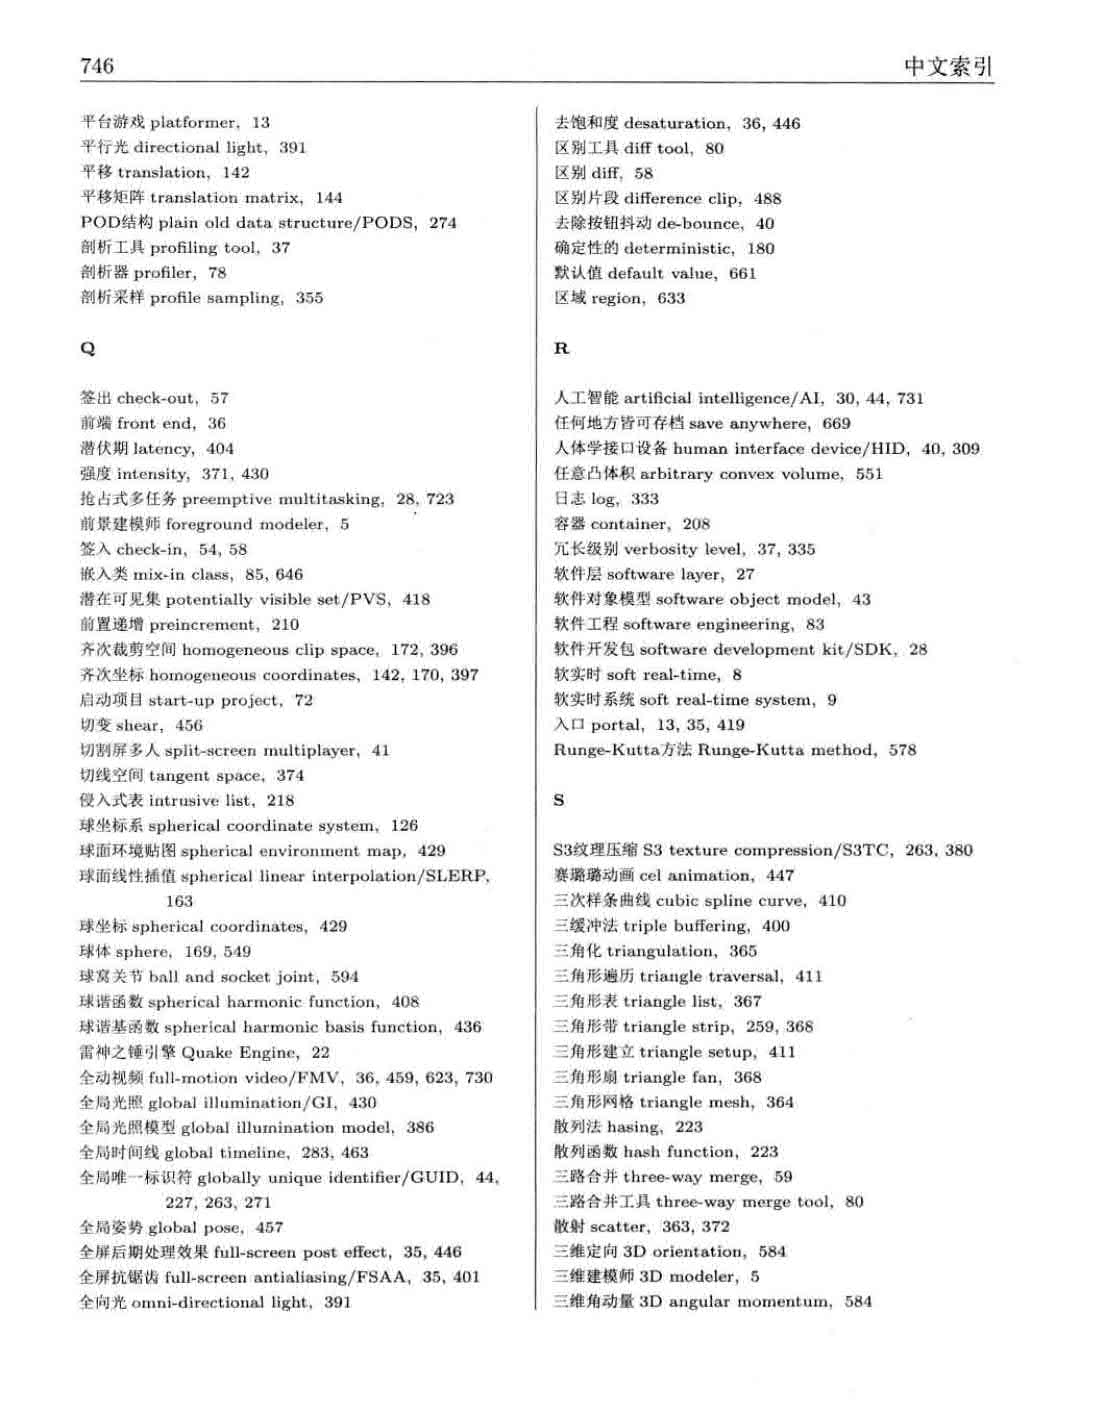 746
中文索引
平台游戏 platformer, 13
平行光 directional light, 391
平移 translation, 142
平移矩阵 translation matrix, 144
POD结构 plain old data structure/PODS, 274
剖析工具 profiling tool, 37
剖析器 profiler, 78
剖析采样 profile sampling, 355
Q
签出 check-out, 57
前端 front end, 36
潜伏期 latency, 404
强度 intensity, 371, 430
抢占式多任务 preemptive multitasking, 28, 723
前景建模师 foreground modeler, 5
签入 check-in, 54, 58
嵌入类 mix-in class, 85, 646
潜在可见集 potentially visible set/PVS, 418
前置递增 preincrement, 210
齐次裁剪空间 homogeneous clip space, 172, 396
齐次坐标 homogeneous coordinates, 142, 170, 397
启动项目 start-up project, 72
切变 shear, 456
切割屏多人 split-screen multiplayer, 41
切线空间 tangent space, 374
侵入式表 intrusive list, 218
球坐标系 spherical coordinate system, 126
球面环境贴图 spherical environment map, 429
球面线性插值 spherical linear interpolation/SLERP,
163
球坐标 spherical coordinates, 429
球体 sphere, 169, 549
球窝关节 ball and socket joint, 594
球谐函数 spherical harmonic function, 408
球谐基函数 spherical harmonic basis function, 436
雷神之锤引擎 Quake Engine, 22
全动视频 full-motion video/FMV, 36, 459, 623, 730
全局光照 global illumination/GI, 430
全局光照模型 global illumination model, 386
全局时间线 global timeline, 283, 463
全局唯一标识符 globally unique identifier/GUID, 44,
227, 263, 271
全局姿势 global pose, 457
全屏后期处理效果 full-screen post effect, 35, 446
全屏抗锯齿 full-screen antialiasing/FSAA, 35, 401
全向光 omni-directional light, 391
去饱和度 desaturation, 36, 446
区别工具 diff tool, 80
区别 diff, 58
区别片段 difference clip, 488
去除按钮抖动 de-bounce, 40
确定性的 deterministic, 180
默认值 default value, 661
区域 region, 633
R
人工智能 artificial intelligence/AI, 30, 44, 731
任何地方皆可存档 save anywhere, 669
人体学接口设备 human interface device/HID, 40, 309
任意凸体积 arbitrary convex volume, 551
日志 log, 333
容器 container, 208
冗长级别 verbosity level, 37, 335
软件层 software layer, 27
软件对象模型 software object model, 43
软件工程 software engineering, 83
软件开发包 software development kit/SDK, 28
软实时 soft real-time, 8
软实时系统 soft real-time system, 9
入口 portal, 13, 35, 419
Runge-Kutta方法 Runge-Kutta method, 578
S
S3纹理压缩 S3 texture compression/S3TC, 263, 380
赛璐璐动画 cel animation, 447
三次样条曲线 cubic spline curve, 410
三缓冲法 triple buffering, 400
三角化 triangulation, 365
三角形遍历 triangle traversal, 411
三角形表 triangle list, 367
三角形带 triangle strip, 259, 368
三角形建立 triangle setup, 411
三角形扇 triangle fan, 368
三角形网格 triangle mesh, 364
散列法 hasing, 223
散列函数 hash function, 223
三路合并 three-way merge, 59
三路合并工具 three-way merge tool, 80
散射 scatter, 363, 372
三维定向 3D orientation, 584
三维建模师 3D modeler, 5
三维角动量 3D angular momentum, 584